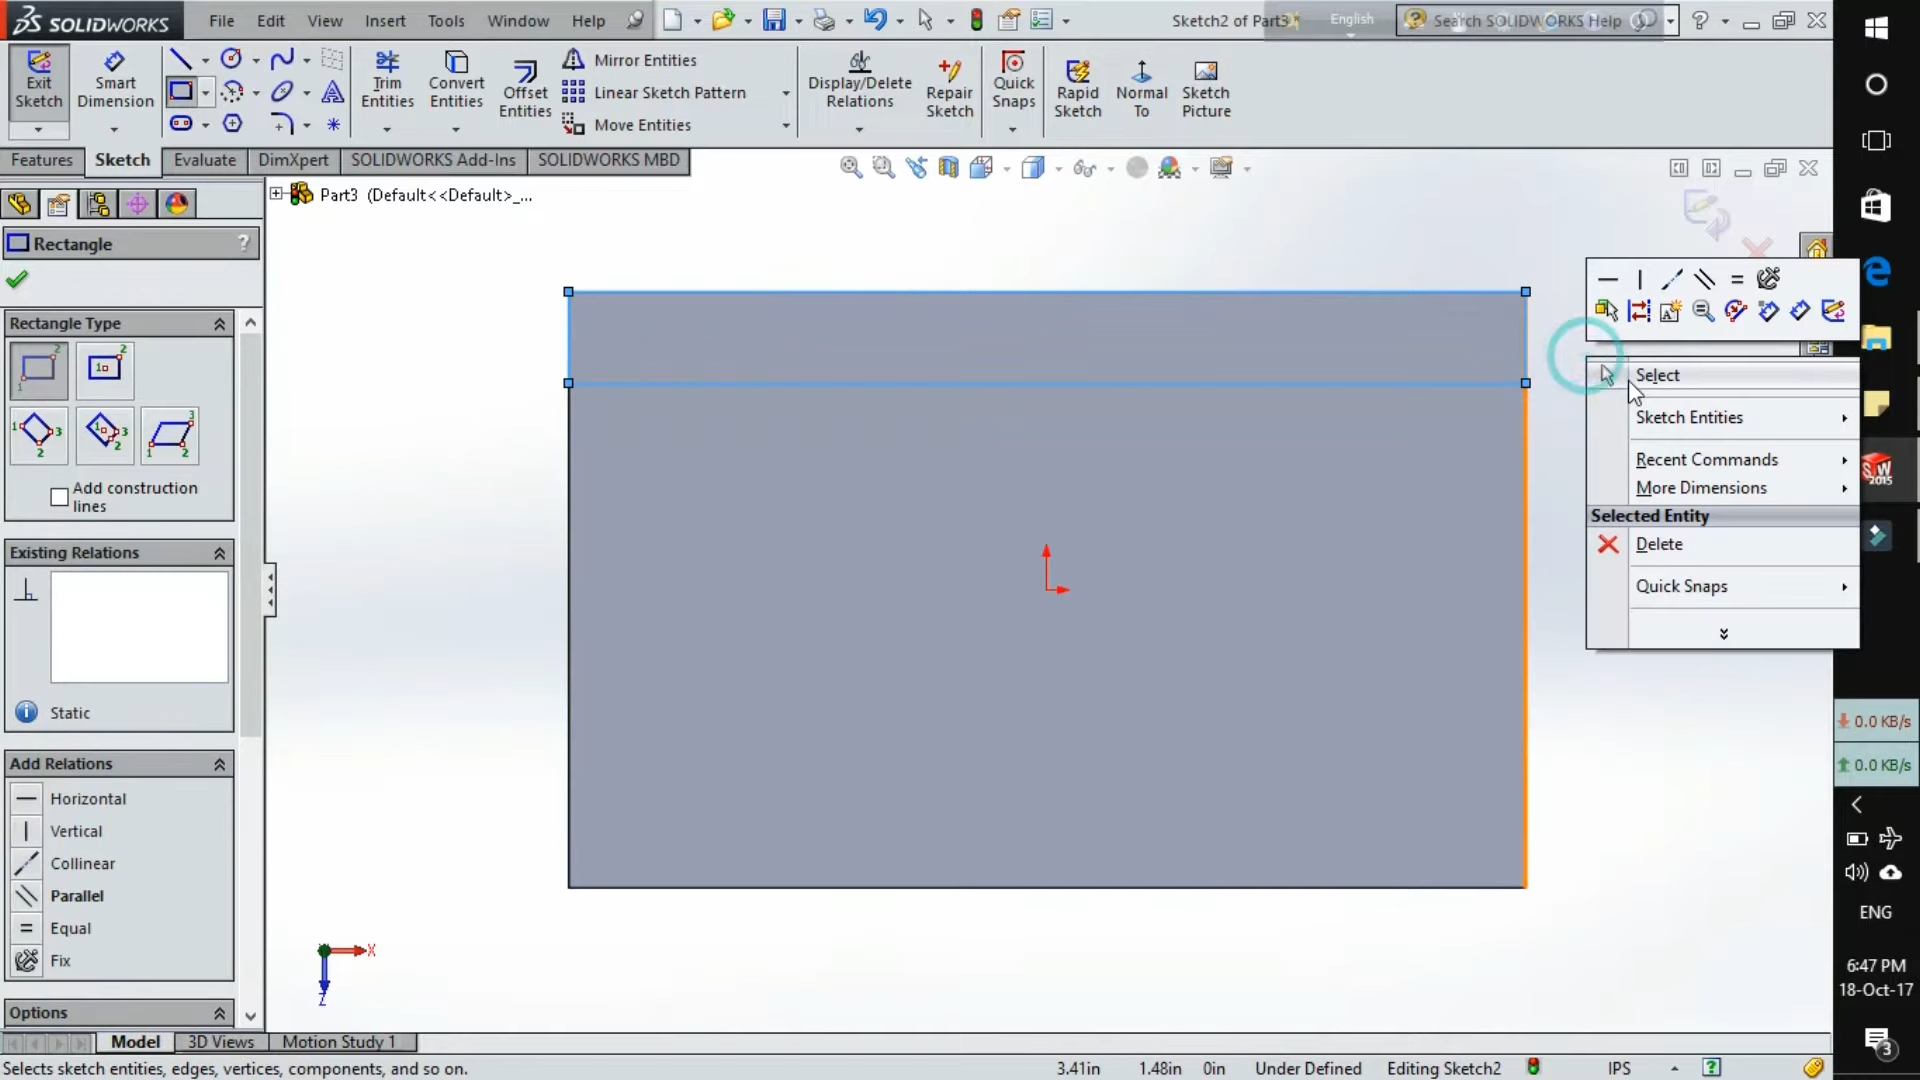 SOLIDWORKS
File Edit View Insert Tools Window Help
Sketch2 of Part3 *
English
Search SOLIDWORKS Help
Exit Sketch
Smart Dimension
Trim Entities
Convert Entities
Offset Entities
Mirror Entities
Linear Sketch Pattern
Move Entities
Display/Delete Relations
Repair Sketch
Quick Snaps
Rapid Sketch
Normal To
Sketch Picture
Features Sketch Evaluate DimXpert SOLIDWORKS Add-Ins SOLIDWORKS MBD
Part3 (Default<<Default>_...
Rectangle
?
Rectangle Type
Add construction lines
Existing Relations
Static
Add Relations
Horizontal
Vertical
Collinear
Parallel
Equal
Fix
Options
Select
Sketch Entities
Recent Commands
More Dimensions
Selected Entity
Delete
Quick Snaps
X
Z
SW
2015
0.0 KB/s
0.0 KB/s
ENG
6:47 PM
18-Oct-17
3
Model 3D Views Motion Study 1
Selects sketch entities, edges, vertices, components, and so on.
3.41in 1.48in 0in Under Defined Editing Sketch2 IPS